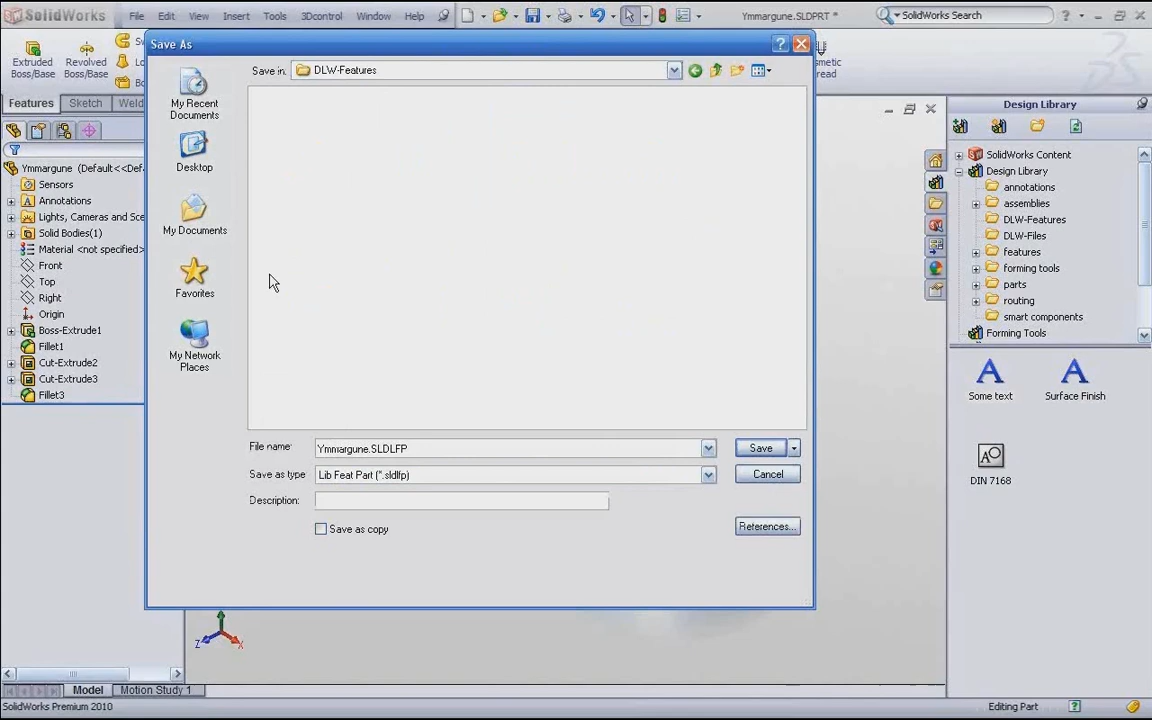 SolidWorks
File Edit View Insert Tools 3Dcontrol Window Help
Ymmargune.SLDPRT *
SolidWorks Search
Extruded Boss/Base
Revolved Boss/Base
Features Sketch Weld
Ymmargune (Default<<Def
Sensors
Annotations
Lights, Cameras and Sce
Solid Bodies(1)
Material <not specified>
Front
Top
Right
Origin
Boss-Extrude1
Fillet1
Cut-Extrude2
Cut-Extrude3
Fillet3
Save As
Save in: DLW-Features
My Recent Documents
Desktop
My Documents
Favorites
My Network Places
File name: Ymmargune.SLDLFP
Save as type: Lib Feat Part (*.sldlfp)
Description:
Save as copy
Save
Cancel
References...
Design Library
SolidWorks Content
Design Library
annotations
assemblies
DLW-Features
DLW-Files
features
forming tools
parts
routing
smart components
Forming Tools
Some text
Surface Finish
DIN 7168
Z X
Model Motion Study 1
SolidWorks Premium 2010
Editing Part